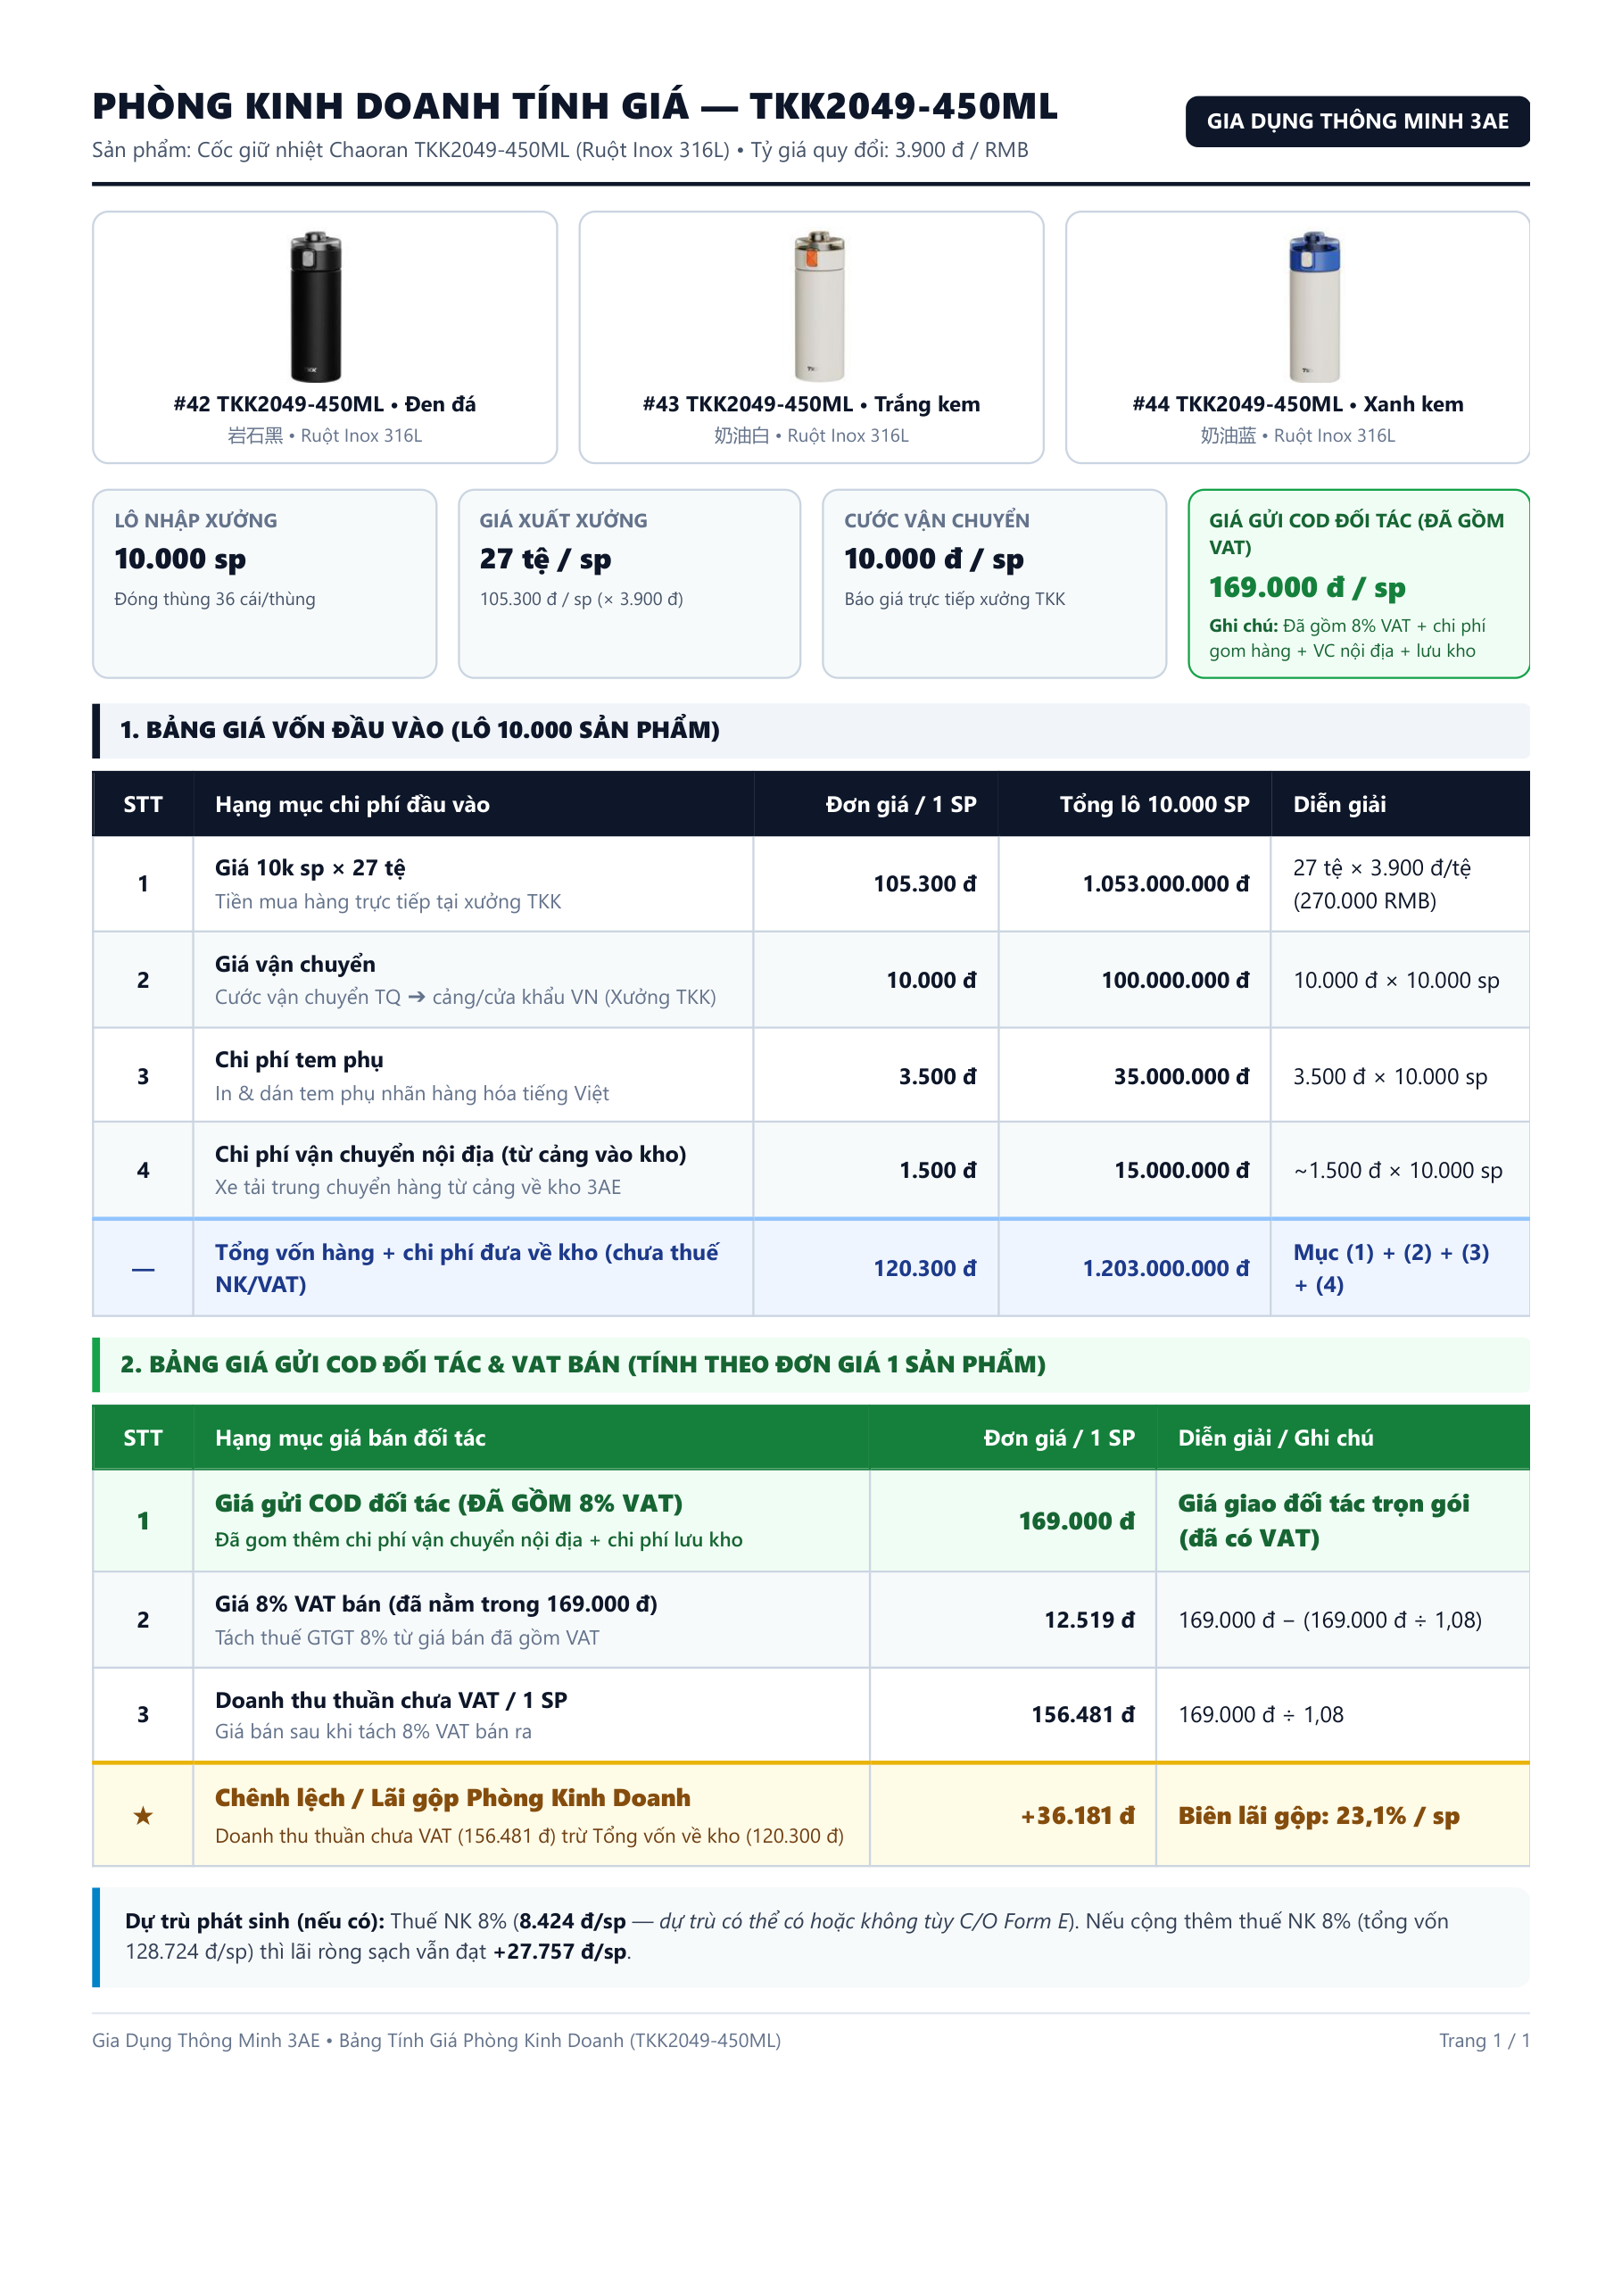 PHÒNG KINH DOANH TÍNH GIÁ — TKK2049-450ML
GIA DỤNG THÔNG MINH 3AE
Sản phẩm: Cốc giữ nhiệt Chaoran TKK2049-450ML (Ruột Inox 316L) • Tỷ giá quy đổi: 3.900 đ / RMB
#42 TKK2049-450ML • Đen đá
岩石黑 • Ruột Inox 316L
#43 TKK2049-450ML • Trắng kem
奶油白 • Ruột Inox 316L
#44 TKK2049-450ML • Xanh kem
奶油蓝 • Ruột Inox 316L
LÔ NHẬP XƯỞNG
10.000 sp
Đóng thùng 36 cái/thùng
GIÁ XUẤT XƯỞNG
27 tệ / sp
105.300 đ / sp (× 3.900 đ)
CƯỚC VẬN CHUYỂN
10.000 đ / sp
Báo giá trực tiếp xưởng TKK
GIÁ GỬI COD ĐỐI TÁC (ĐÃ GỒM
VAT)
169.000 đ / sp
Ghi chú: Đã gồm 8% VAT + chi phí
gom hàng + VC nội địa + lưu kho
1. BẢNG GIÁ VỐN ĐẦU VÀO (LÔ 10.000 SẢN PHẨM)
STT Hạng mục chi phí đầu vào Đơn giá / 1 SP Tổng lô 10.000 SP Diễn giải
1 Giá 10k sp × 27 tệ 105.300 đ 1.053.000.000 đ 27 tệ × 3.900 đ/tệ
Tiền mua hàng trực tiếp tại xưởng TKK (270.000 RMB)
2 Giá vận chuyển 10.000 đ 100.000.000 đ 10.000 đ × 10.000 sp
Cước vận chuyển TQ ➔ cảng/cửa khẩu VN (Xưởng TKK)
3 Chi phí tem phụ 3.500 đ 35.000.000 đ 3.500 đ × 10.000 sp
In & dán tem phụ nhãn hàng hóa tiếng Việt
4 Chi phí vận chuyển nội địa (từ cảng vào kho) 1.500 đ 15.000.000 đ ~1.500 đ × 10.000 sp
Xe tải trung chuyển hàng từ cảng về kho 3AE
— Tổng vốn hàng + chi phí đưa về kho (chưa thuế 120.300 đ 1.203.000.000 đ Mục (1) + (2) + (3)
NK/VAT) + (4)
2. BẢNG GIÁ GỬI COD ĐỐI TÁC & VAT BÁN (TÍNH THEO ĐƠN GIÁ 1 SẢN PHẨM)
STT Hạng mục giá bán đối tác Đơn giá / 1 SP Diễn giải / Ghi chú
1 Giá gửi COD đối tác (ĐÃ GỒM 8% VAT) 169.000 đ Giá giao đối tác trọn gói
Đã gom thêm chi phí vận chuyển nội địa + chi phí lưu kho (đã có VAT)
2 Giá 8% VAT bán (đã nằm trong 169.000 đ) 12.519 đ 169.000 đ − (169.000 đ ÷ 1,08)
Tách thuế GTGT 8% từ giá bán đã gồm VAT
3 Doanh thu thuần chưa VAT / 1 SP 156.481 đ 169.000 đ ÷ 1,08
Giá bán sau khi tách 8% VAT bán ra
★ Chênh lệch / Lãi gộp Phòng Kinh Doanh +36.181 đ Biên lãi gộp: 23,1% / sp
Doanh thu thuần chưa VAT (156.481 đ) trừ Tổng vốn về kho (120.300 đ)
Dự trù phát sinh (nếu có): Thuế NK 8% (8.424 đ/sp — dự trù có thể có hoặc không tùy C/O Form E). Nếu cộng thêm thuế NK 8% (tổng vốn
128.724 đ/sp) thì lãi ròng sạch vẫn đạt +27.757 đ/sp.
Gia Dụng Thông Minh 3AE • Bảng Tính Giá Phòng Kinh Doanh (TKK2049-450ML)
Trang 1 / 1